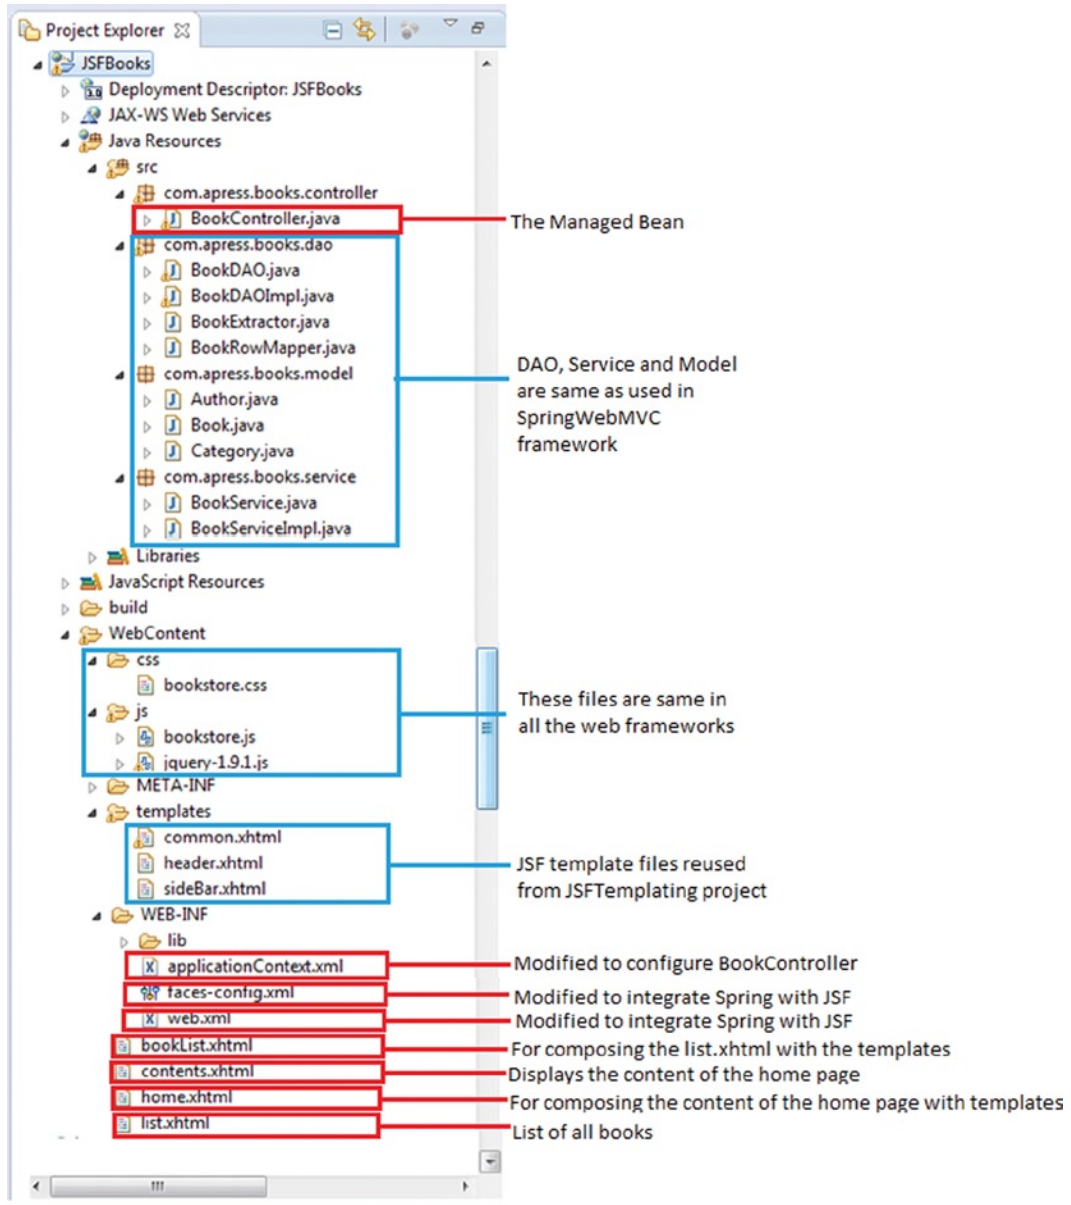 Project Explorer
JSFBooks
Deployment Descriptor: JSFBooks
JAX-WS Web Services
Java Resources
src
com.apress.books.controller
BookController.java
The Managed Bean
com.apress.books.dao
BookDAO.java
BookDAOImpl.java
BookExtractor.java
BookRowMapper.java
com.apress.books.model
Author.java
Book.java
Category.java
com.apress.books.service
BookService.java
BookServiceImpl.java
DAO, Service and Model
are same as used in
SpringWebMVC
framework
Libraries
JavaScript Resources
build
WebContent
css
bookstore.css
js
bookstore.js
jquery-1.9.1.js
These files are same in
all the web frameworks
META-INF
templates
common.xhtml
header.xhtml
sideBar.xhtml
JSF template files reused
from JSFTemplating project
WEB-INF
lib
applicationContext.xml
Modified to configure BookController
faces-config.xml
Modified to integrate Spring with JSF
web.xml
Modified to integrate Spring with JSF
bookList.xhtml
For composing the list.xhtml with the templates
contents.xhtml
Displays the content of the home page
home.xhtml
For composing the content of the home page with templates
list.xhtml
List of all books